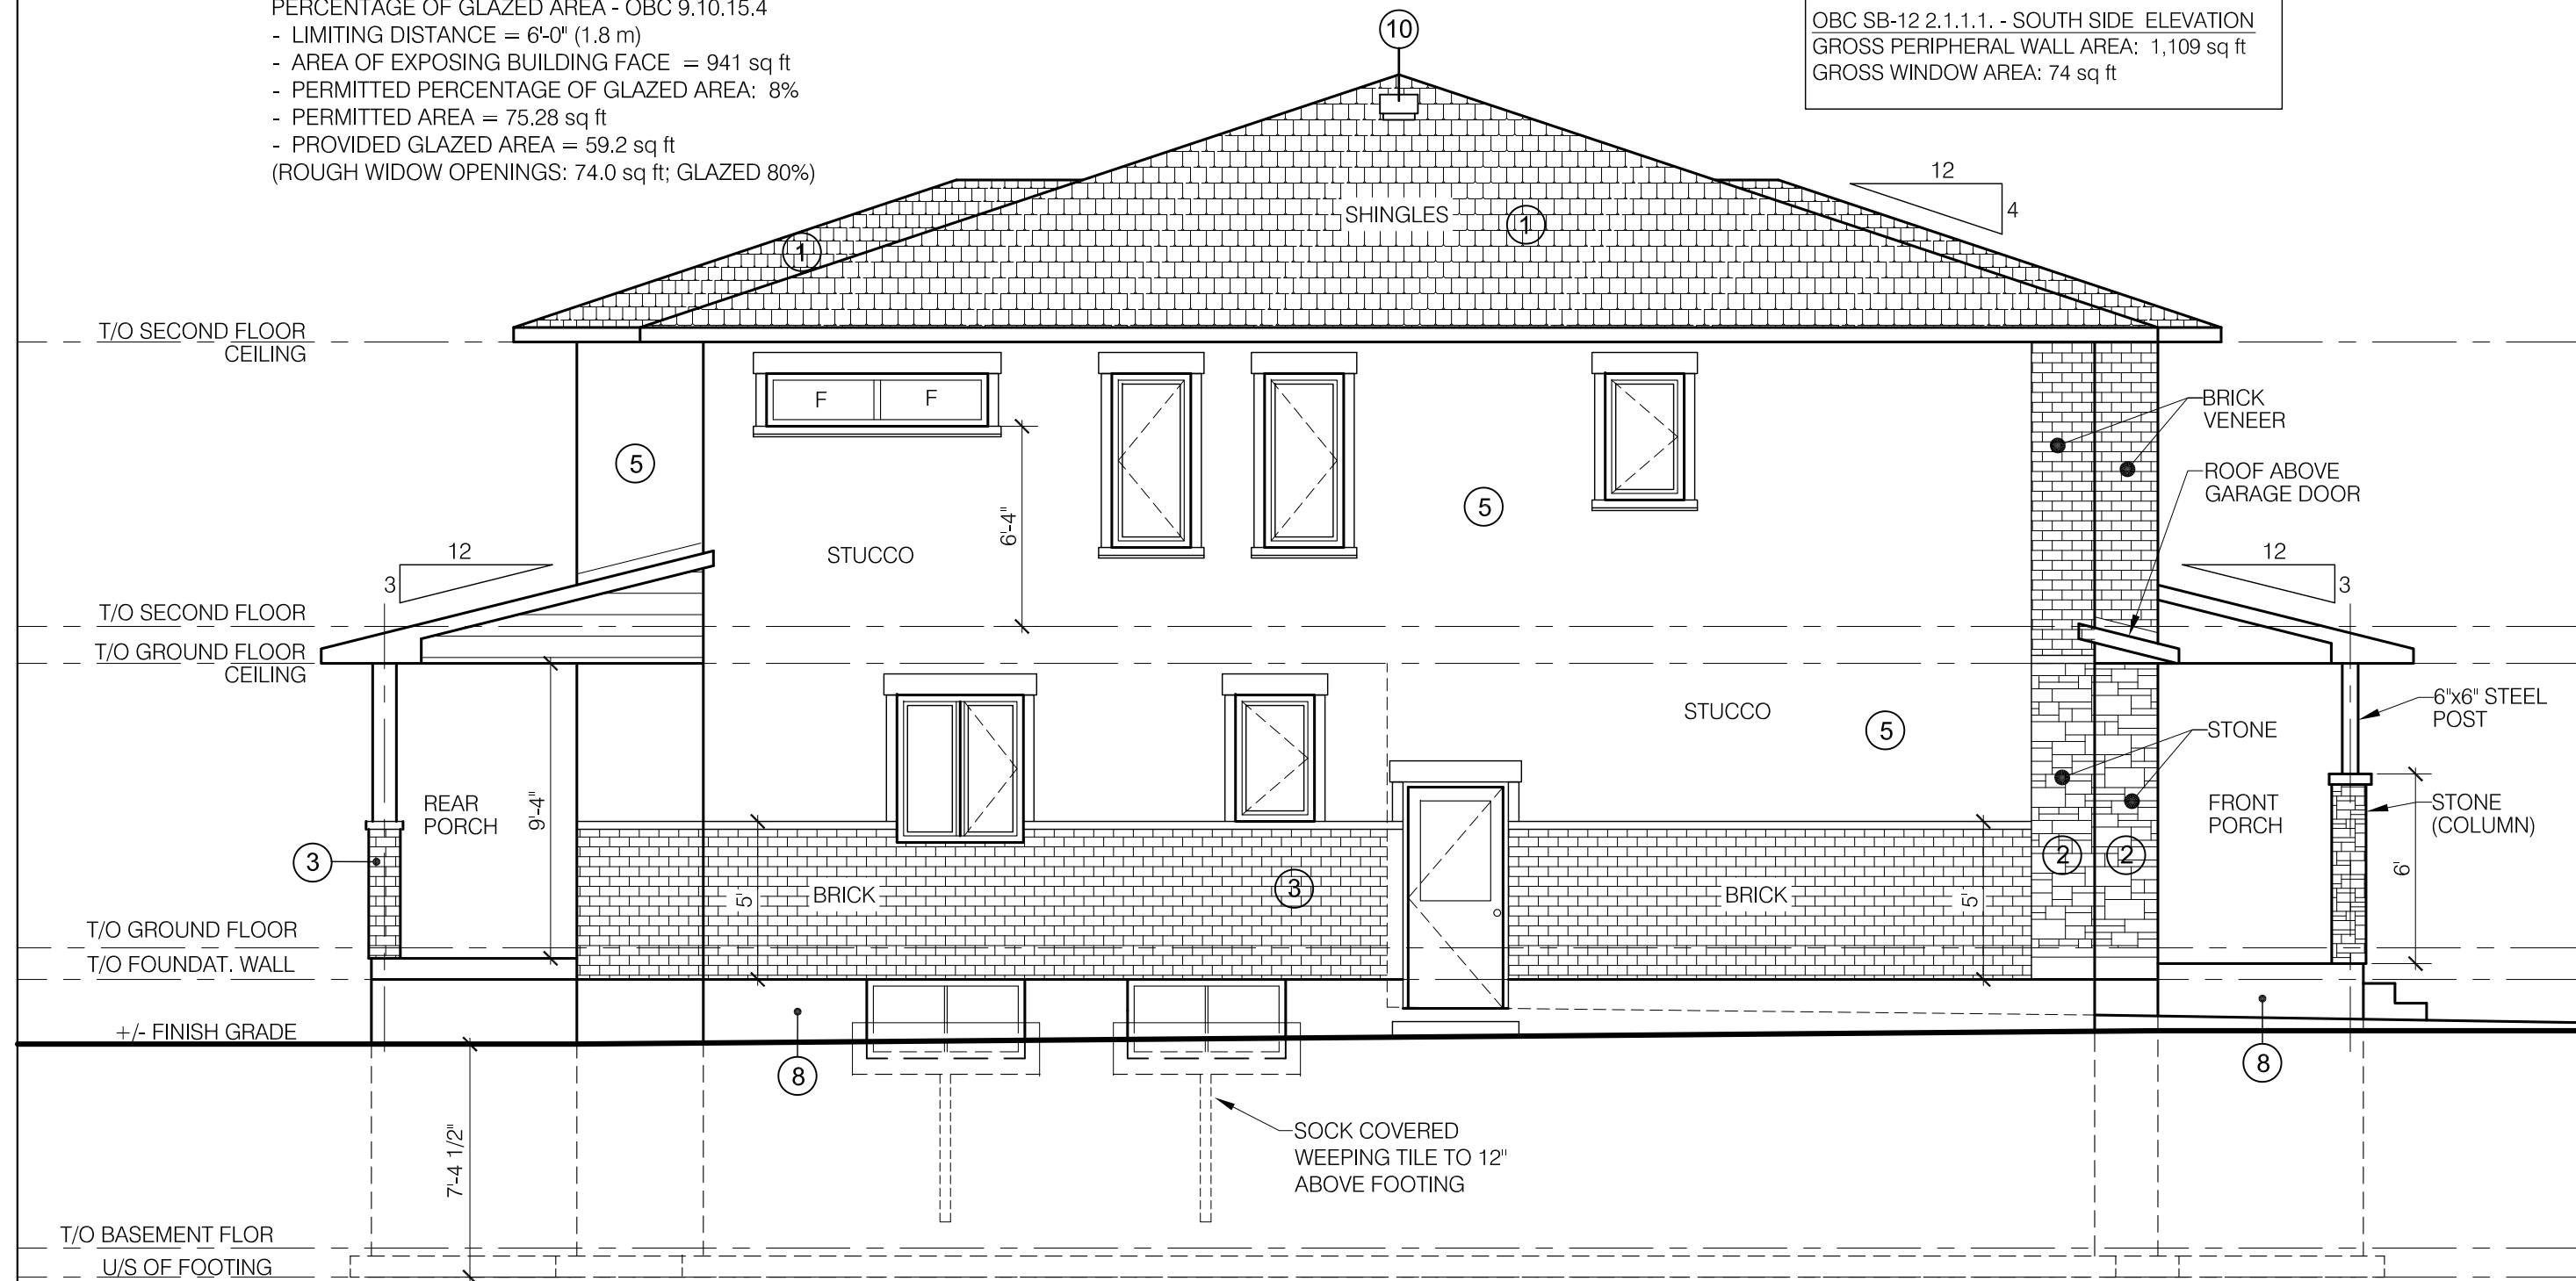 PERCENTAGE OF GLAZED AREA - OBC 9.10.15.4
- LIMITING DISTANCE = 6'-0" (1.8 m)
- AREA OF EXPOSING BUILDING FACE = 941 sq ft
- PERMITTED PERCENTAGE OF GLAZED AREA: 8%
- PERMITTED AREA = 75.28 sq ft
- PROVIDED GLAZED AREA = 59.2 sq ft
(ROUGH WIDOW OPENINGS: 74.0 sq ft; GLAZED 80%)
10
OBC SB-12 2.1.1.1. - SOUTH SIDE ELEVATION
GROSS PERIPHERAL WALL AREA: 1,109 sq ft
GROSS WINDOW AREA: 74 sq ft
12
4
SHINGLES
1
1
T/O SECOND FLOOR
CEILING
F
F
BRICK
VENEER
5
5
ROOF ABOVE
GARAGE DOOR
6'-4"
STUCCO
12
3
12
3
T/O SECOND FLOOR
T/O GROUND FLOOR
CEILING
STUCCO
5
6"x6" STEEL
POST
STONE
REAR
PORCH
9'-4"
FRONT
PORCH
STONE
(COLUMN)
3
2
2
6'
5'
BRICK
3
BRICK
5'
T/O GROUND FLOOR
T/O FOUNDAT. WALL
+/- FINISH GRADE
8
8
7'-4 1/2"
SOCK COVERED
WEEPING TILE TO 12"
ABOVE FOOTING
T/O BASEMENT FLOR
U/S OF FOOTING